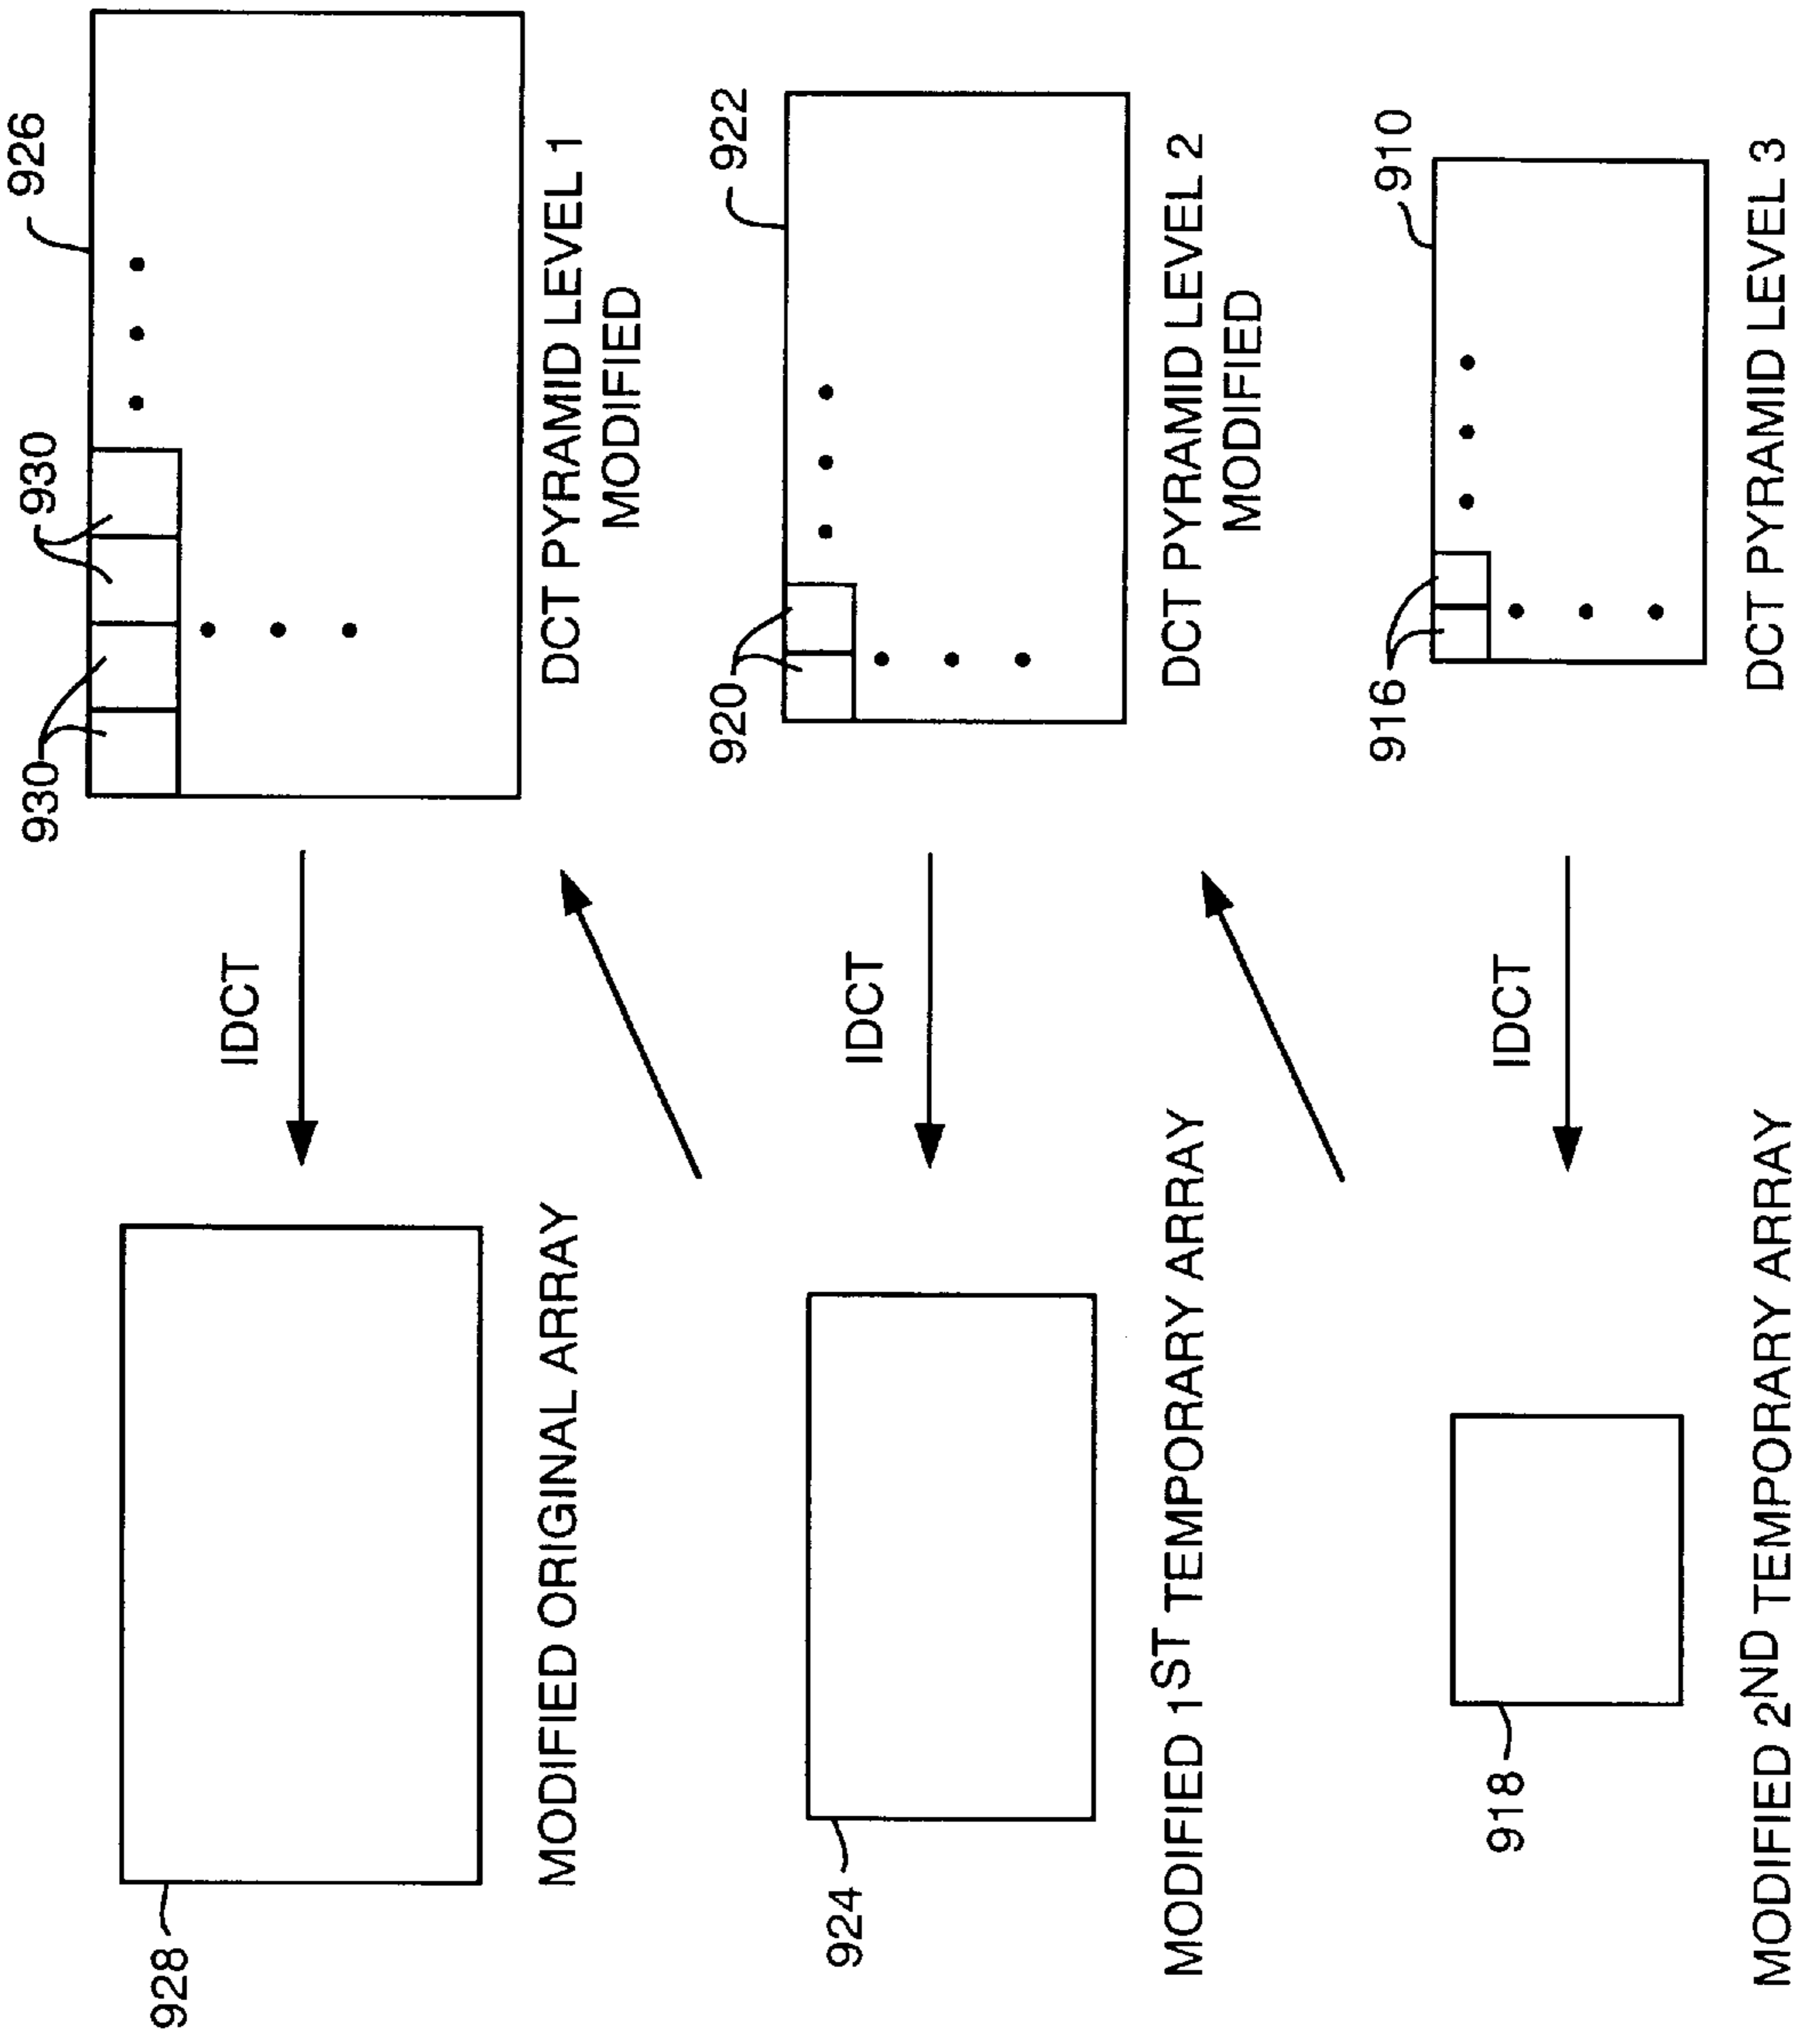 928
MODIFIED ORIGINAL ARRAY
IDCT
930
930
926
DCT PYRAMID LEVEL 1
MODIFIED
924
MODIFIED 1ST TEMPORARY ARRAY
IDCT
920
922
DCT PYRAMID LEVEL 2
MODIFIED
918
MODIFIED 2ND TEMPORARY ARRAY
IDCT
916
910
DCT PYRAMID LEVEL 3